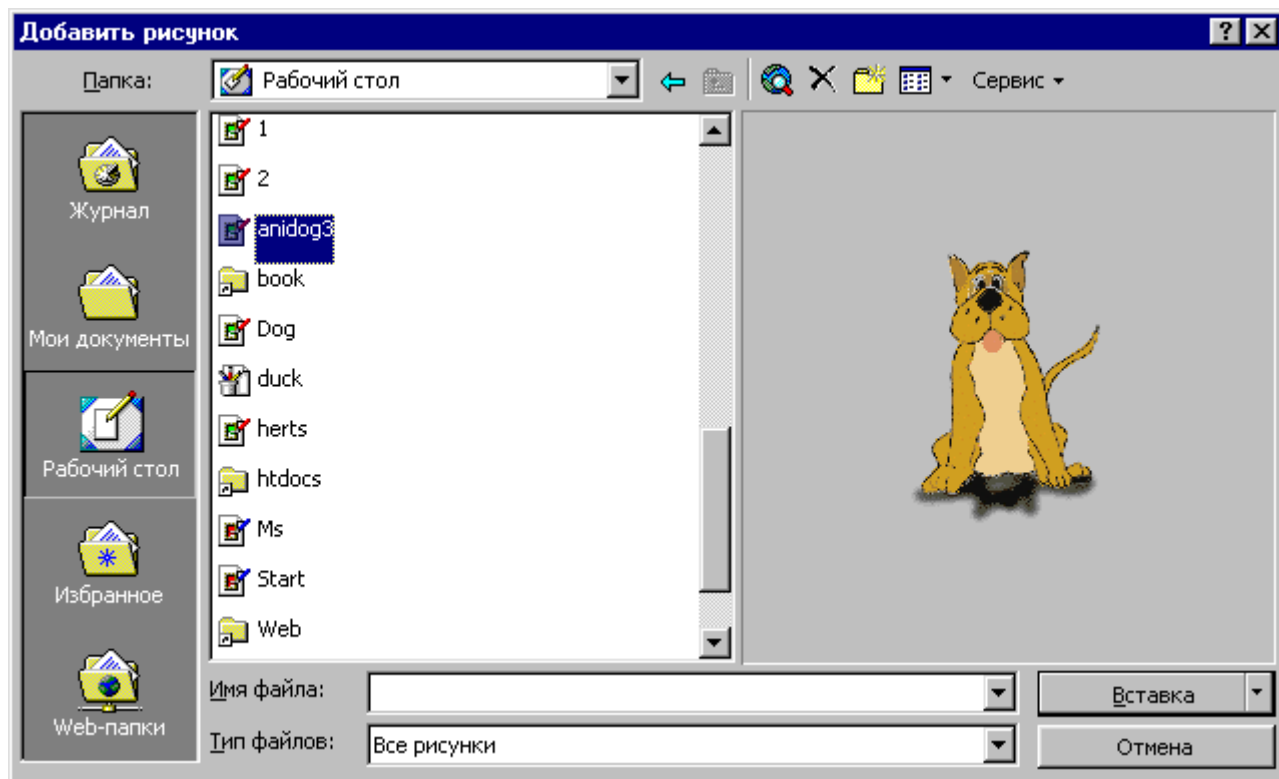 Добавить рисунок
Папка:
Рабочий стол
Сервис
Журнал
Мои документы
Рабочий стол
Избранное
Web-папки
1
2
anidog3
book
Dog
duck
herts
htdocs
Ms
Start
Web
Имя файла:
Вставка
Тип файлов:
Все рисунки
Отмена